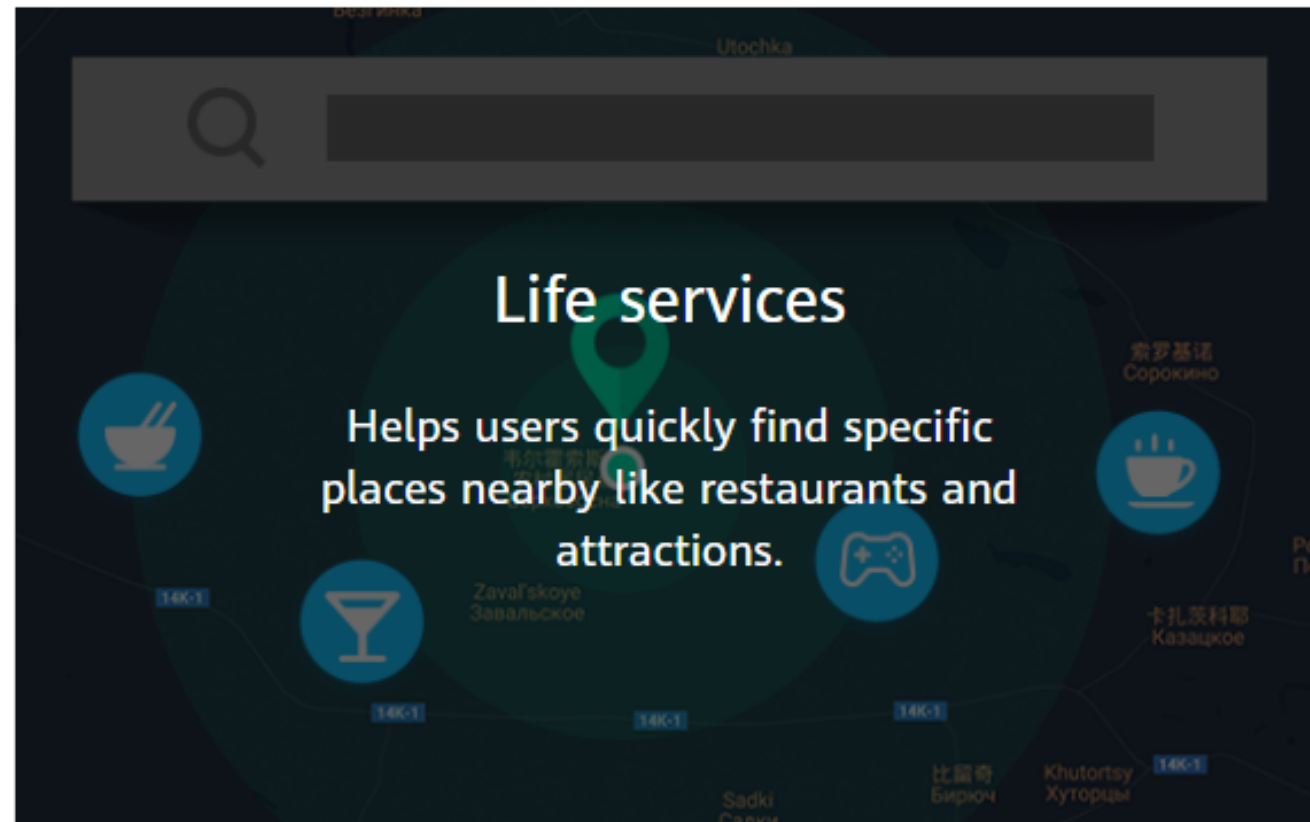 Безгинка
Utochka
Life services
索罗基诺
Сорокино
Helps users quickly find specific
places nearby like restaurants and
attractions.
14K-1
Zaval'skoye
Завальское
卡扎茨科耶
Казацкое
14K-1
14K-1
14K-1
14K-1
比留奇
Бирюч
Khutortsy
Хуторцы
Sadki
Садки